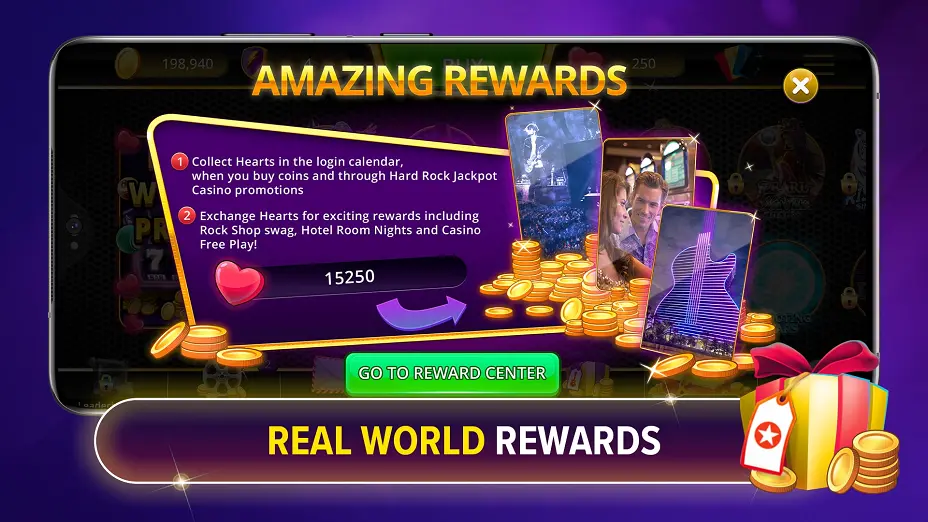 198,940
250
AMAZING REWARDS
1 Collect Hearts in the login calendar,
when you buy coins and through Hard Rock Jackpot
Casino promotions
2 Exchange Hearts for exciting rewards including
Rock Shop swag, Hotel Room Nights and Casino
Free Play!
15250
GO TO REWARD CENTER
REAL WORLD REWARDS